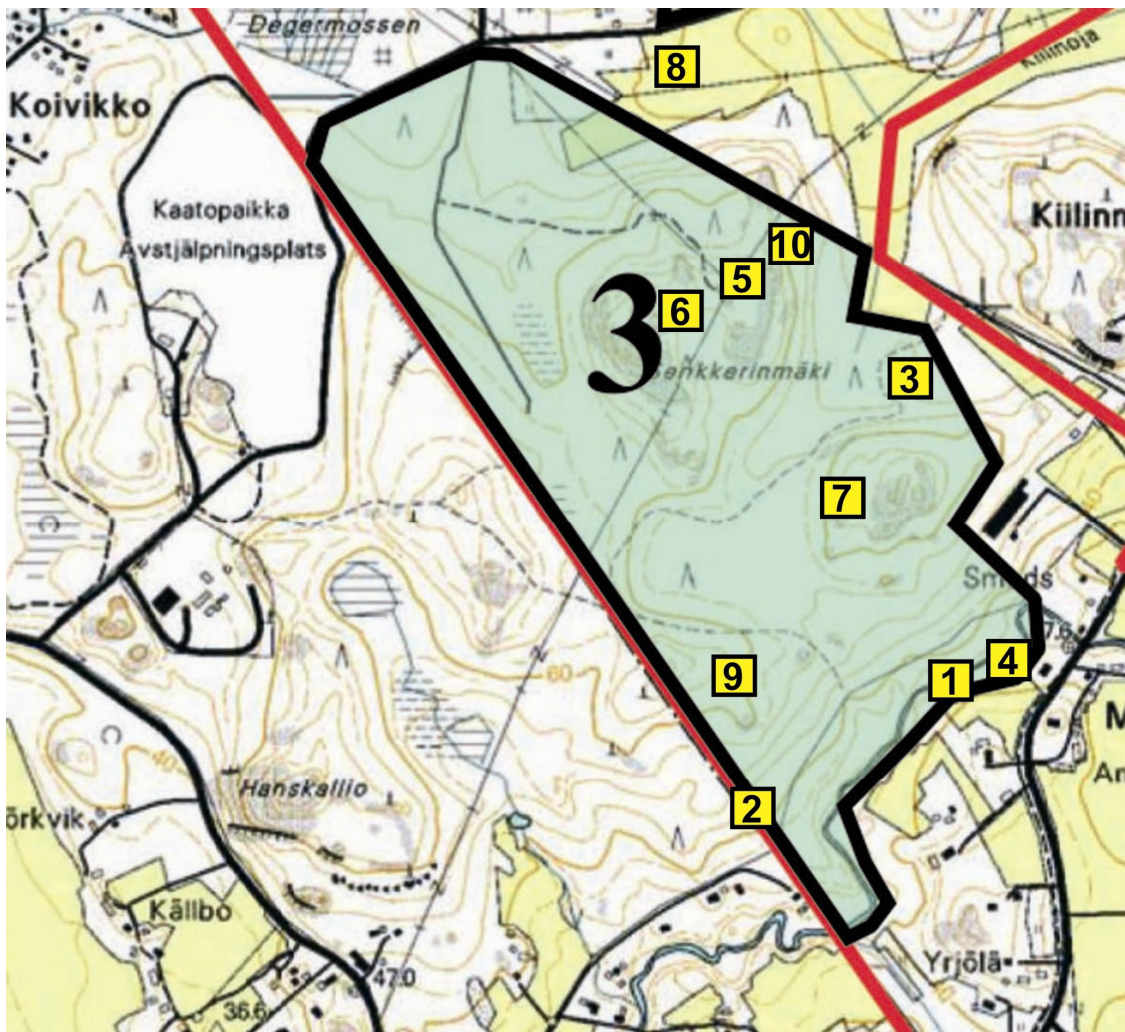 Degermossen
8
Kiilinoja
Koivikko
Kaatopaikka
Avstjälpningsplats
Kiilinn
10
5
6
3
Senkkerinmäki
3
7
Smeds
9
60
1
4
M
An
40
Hanskallio
2
örkvik
Källbo
47.0
36.6
Yrjölä